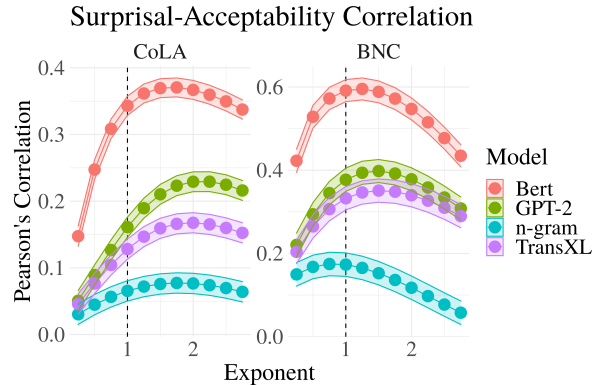 Surprisal-Acceptability Correlation
CoLA
BNC
Pearson's Correlation
0.4
0.3
0.2
0.1
0.0
0.6
0.4
0.2
0.0
1
2
1
2
Exponent
Model
Bert
GPT-2
n-gram
TransXL